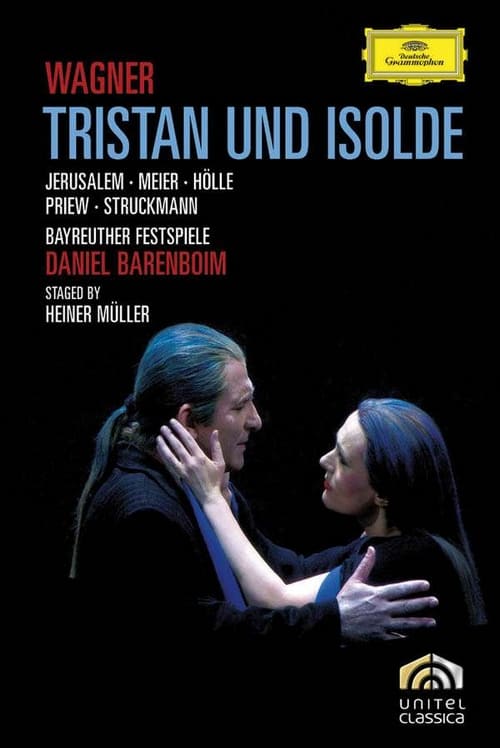 Deutsche
Grammophon
WAGNER
TRISTAN UND ISOLDE
JERUSALEM · MEIER · HÖLLE
PRIEW · STRUCKMANN
BAYREUTHER FESTSPIELE
DANIEL BARENBOIM
STAGED BY
HEINER MÜLLER
UNITEL
CLASSICA